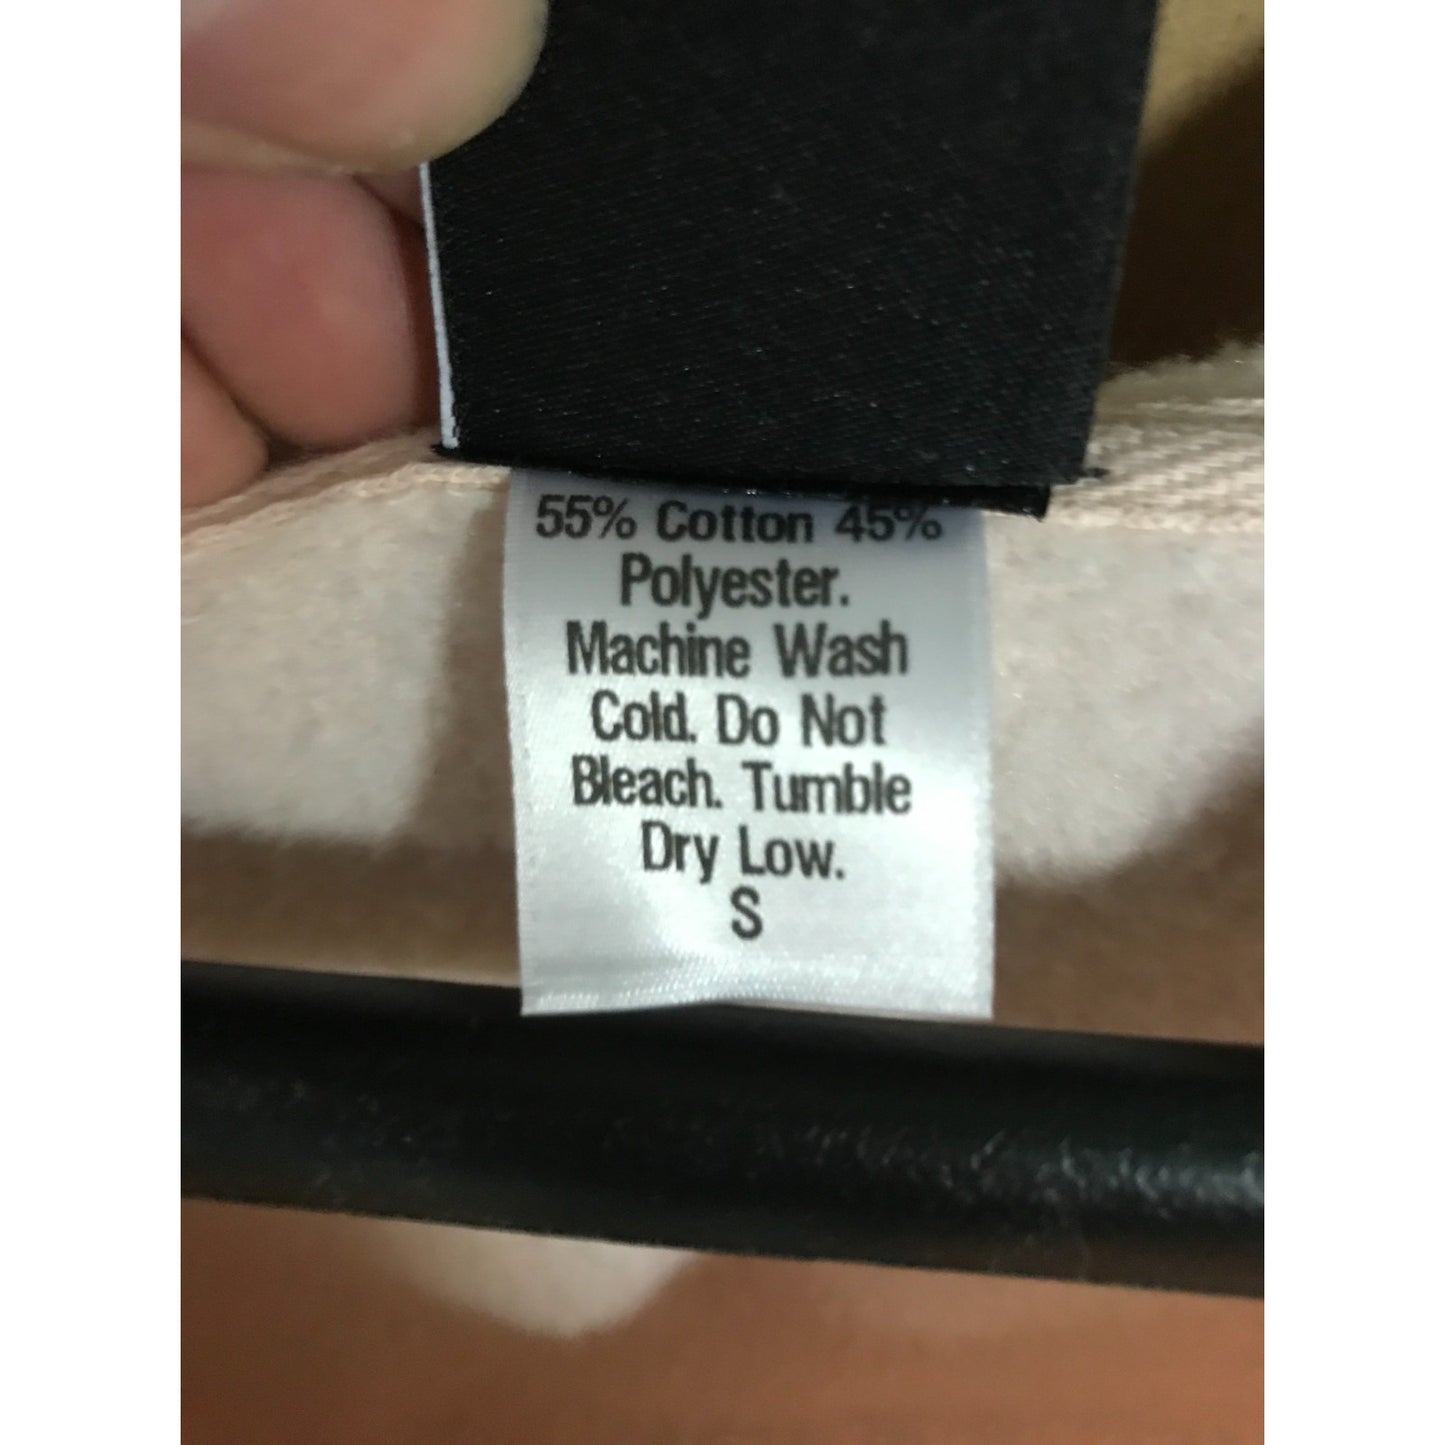 55% Cotton 45%
Polyester.
Machine Wash
Cold. Do Not
Bleach. Tumble
Dry Low.
S